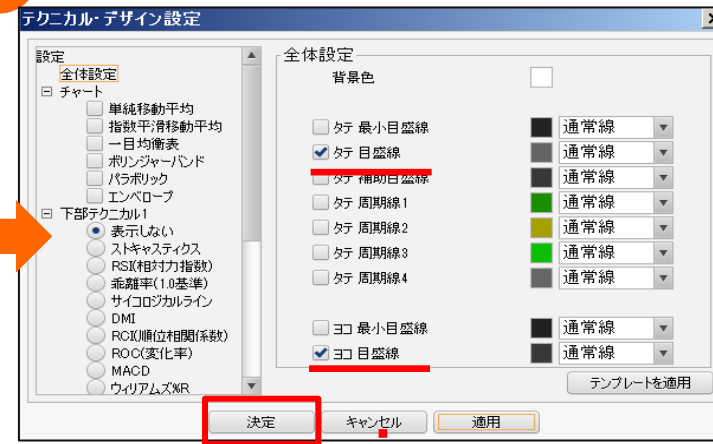 テクニカル・デザイン設定
設定
全体設定
チャート
単純移動平均
指数平滑移動平均
一目均衡表
ボリンジャーバンド
パラボリック
エンベロープ
下部テクニカル1
表示しない
ストキャスティクス
RSI(相対力指数)
乖離率(1.0基準)
サイコロジカルライン
DMI
RCI(順位相関係数)
ROC(変化率)
MACD
ウィリアムズ%R
全体設定
背景色
タテ 最小目盛線 通常線
タテ 目盛線 通常線
タテ 補助目盛線 通常線
タテ 周期線1 通常線
タテ 周期線2 通常線
タテ 周期線3 通常線
タテ 周期線4 通常線
ヨコ 最小目盛線 通常線
ヨコ 目盛線 通常線
テンプレートを適用
決定 キャンセル 適用